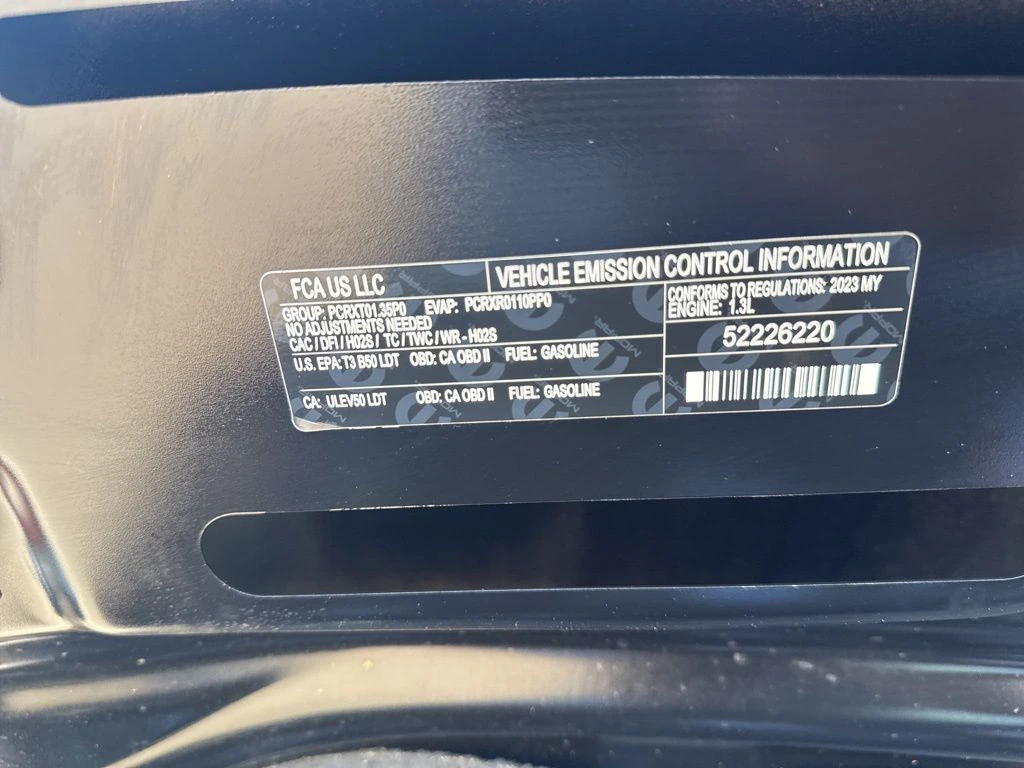 FCA US LLC
VEHICLE EMISSION CONTROL INFORMATION
GROUP: PCRXT01.35P0 EVAP: PCRXR0110PP0
NO ADJUSTMENTS NEEDED
CAC / DFI / H02S / TC / TWC / WR - H02S
U.S. EPA: T3 B50 LDT OBD: CA OBD II FUEL: GASOLINE
CA: ULEV50 LDT OBD: CA OBD II FUEL: GASOLINE
CONFORMS TO REGULATIONS: 2023 MY
ENGINE: 1.3L
52226220